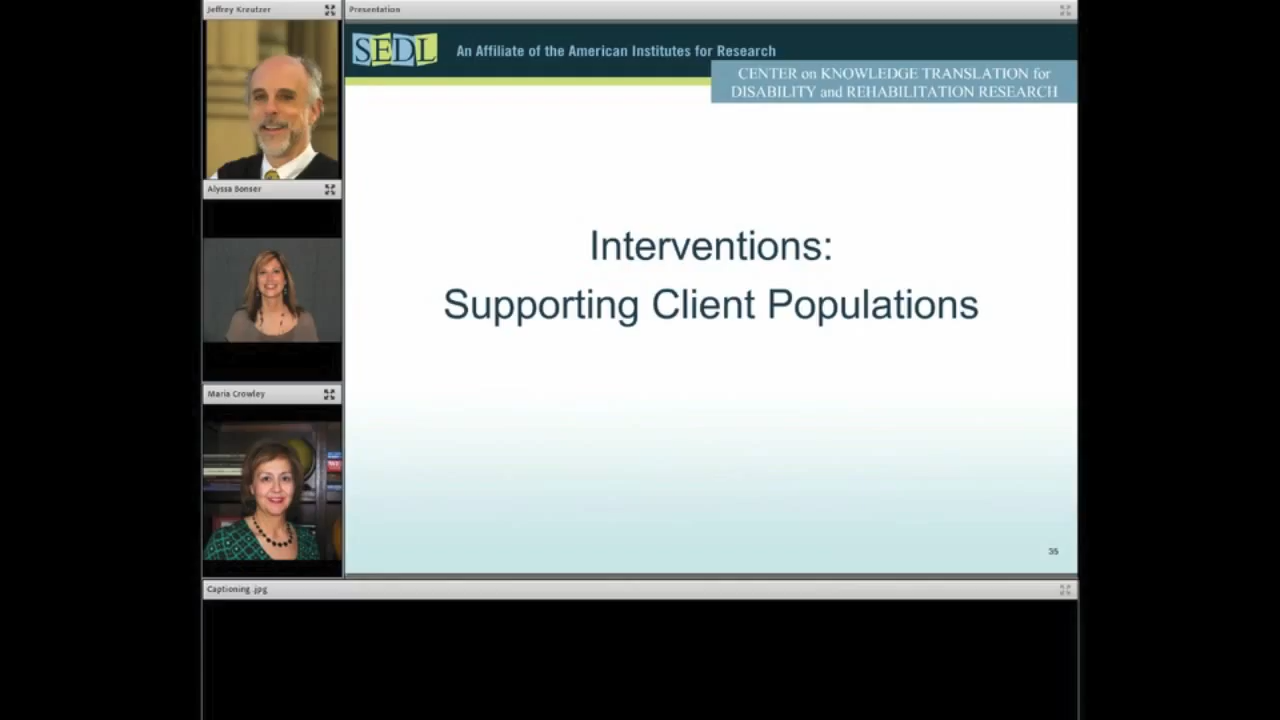 Jeffrey Kreutzer
Presentation
SEDL
An Affiliate of the American Institutes for Research
CENTER on KNOWLEDGE TRANSLATION for
DISABILITY and REHABILITATION RESEARCH
Alyssa Bonser
Interventions:
Supporting Client Populations
Maria Crowley
35
Captioning .jpg